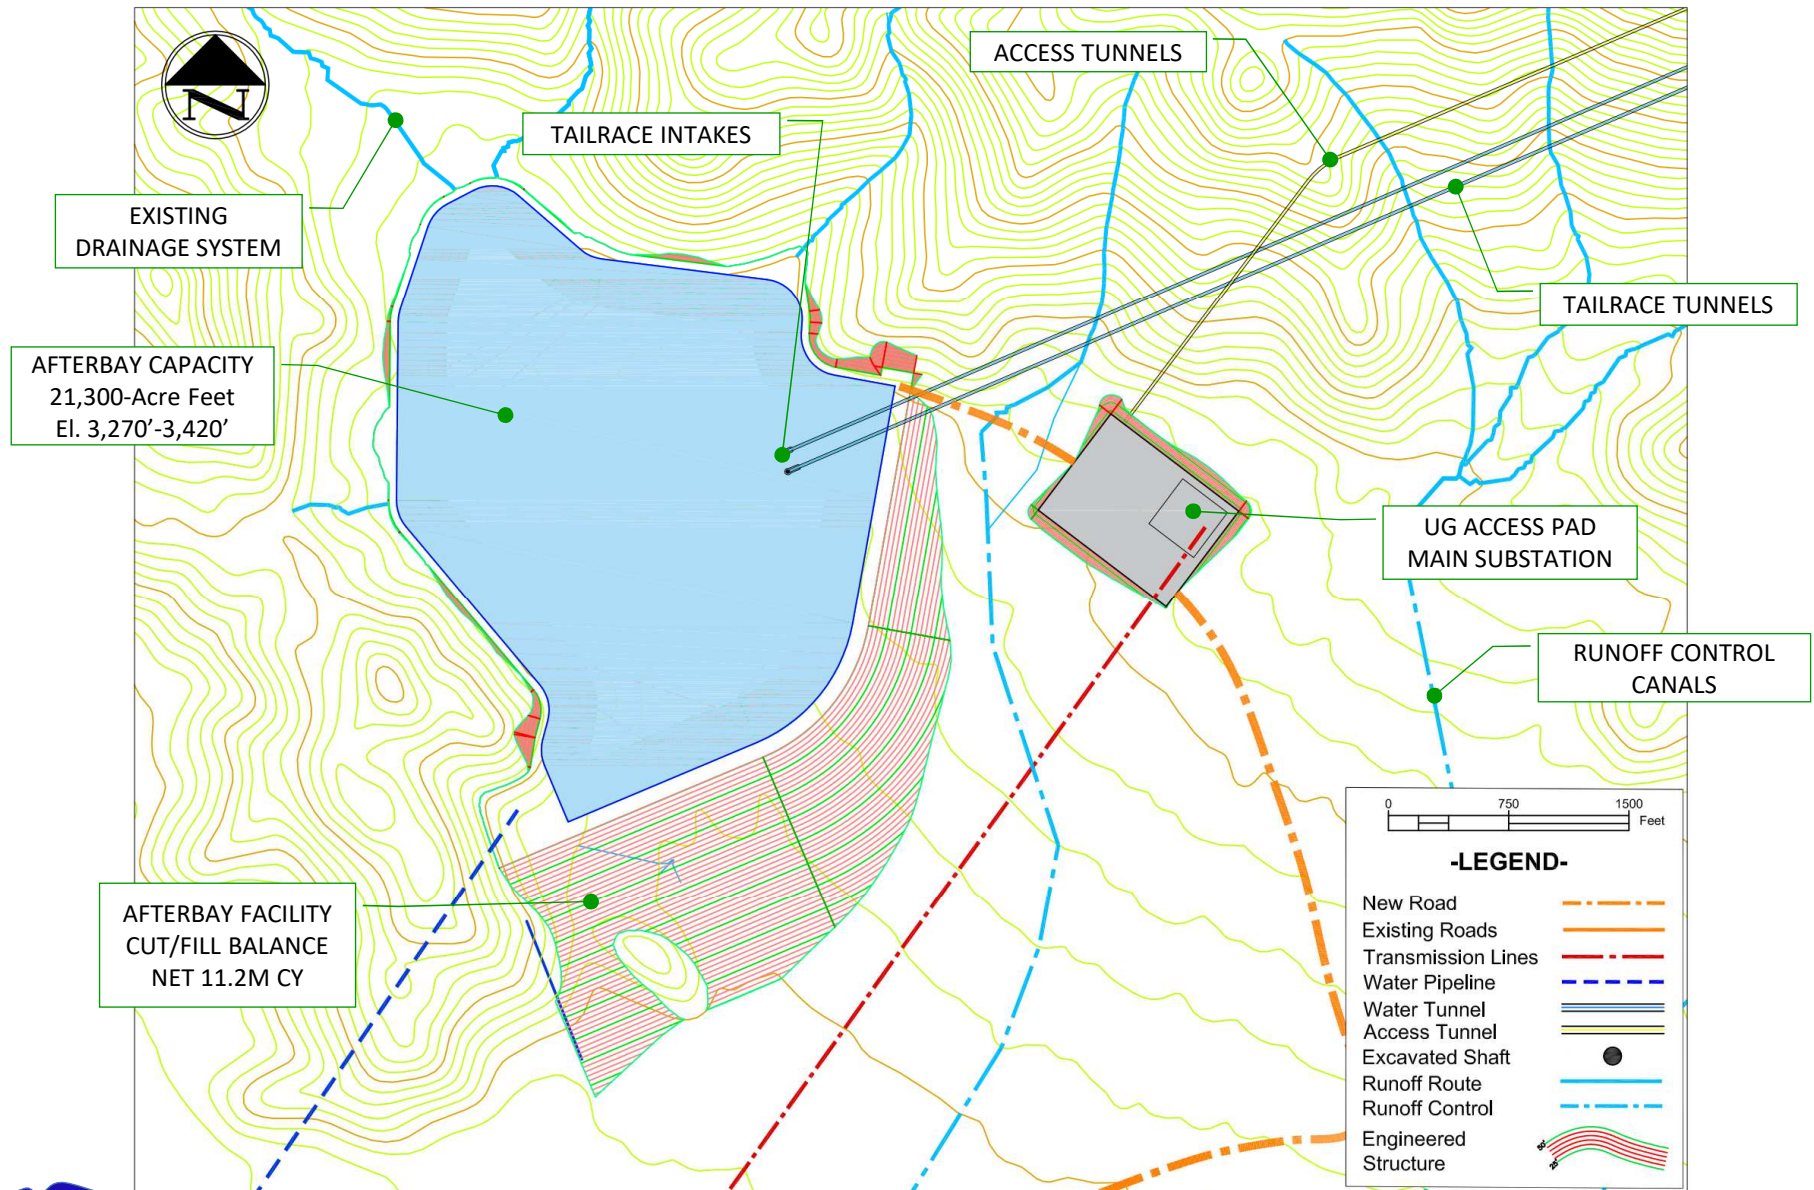 N
ACCESS TUNNELS
TAILRACE INTAKES
EXISTING
DRAINAGE SYSTEM
TAILRACE TUNNELS
AFTERBAY CAPACITY
21,300-Acre Feet
El. 3,270’-3,420’
UG ACCESS PAD
MAIN SUBSTATION
RUNOFF CONTROL
CANALS
AFTERBAY FACILITY
CUT/FILL BALANCE
NET 11.2M CY
0 750 1500
Feet
-LEGEND-
New Road
Existing Roads
Transmission Lines
Water Pipeline
Water Tunnel
Access Tunnel
Excavated Shaft
Runoff Route
Runoff Control
Engineered
Structure